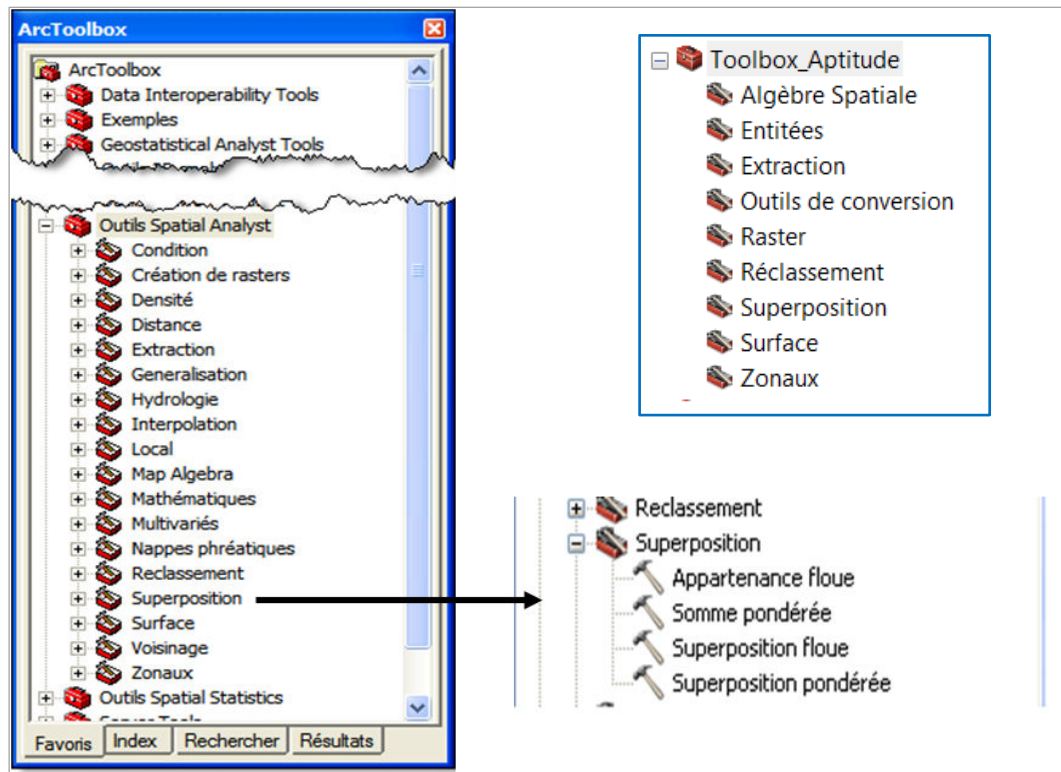 ArcToolbox
ArcToolbox
Data Interoperability Tools
Exemples
Geostatistical Analyst Tools
Outils Spatial Analyst
Condition
Création de rasters
Densité
Distance
Extraction
Generalisation
Hydrologie
Interpolation
Local
Map Algebra
Mathématiques
Multivariés
Nappes phréatiques
Reclassement
Superposition
Surface
Voisinage
Zonaux
Outils Spatial Statistics
Server Tools
Favoris Index Rechercher Résultats
Toolbox_Aptitude
Algèbre Spatiale
Entitées
Extraction
Outils de conversion
Raster
Réclassement
Superposition
Surface
Zonaux
Reclassement
Superposition
Appartenance floue
Somme pondérée
Superposition floue
Superposition pondérée